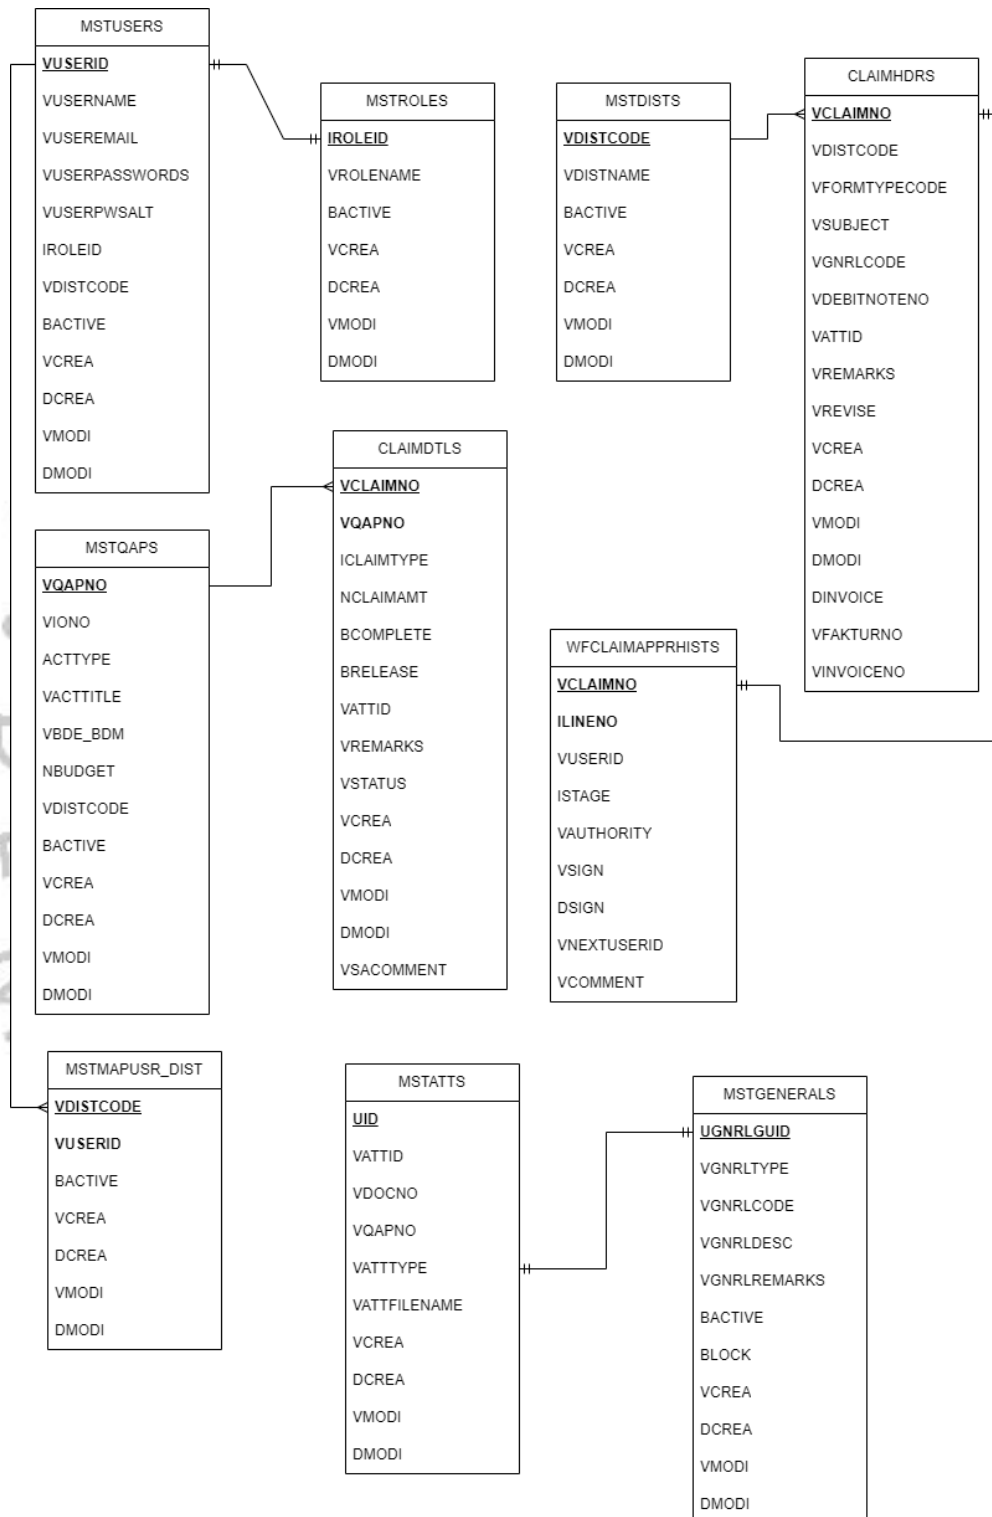 MSTUSERS
VUSERID
VUSERNAME
VUSEREMAIL
VUSERPASSWORDS
VUSERPWSALT
IROLEID
VDISTCODE
BACTIVE
VCREA
DCREA
VMODI
DMODI
MSTROLES
IROLEID
VROLENAME
BACTIVE
VCREA
DCREA
VMODI
DMODI
MSTDISTS
VDISTCODE
VDISTNAME
BACTIVE
VCREA
DCREA
VMODI
DMODI
CLAIMHDRS
VCLAIMNO
VDISTCODE
VFORMTYPECODE
VSUBJECT
VGNRLCODE
VDEBITNOTENO
VATTID
VREMARKS
VREVISE
VCREA
DCREA
VMODI
DMODI
DINVOICE
VFAKTURNO
VINVOICENO
MSTQAPS
VQAPNO
VIONO
ACTTYPE
VACTTITLE
VBDE_BDM
NBUDGET
VDISTCODE
BACTIVE
VCREA
DCREA
VMODI
DMODI
CLAIMDTLS
VCLAIMNO
VQAPNO
ICLAIMTYPE
NCLAIMAMT
BCOMPLETE
BRELEASE
VATTID
VREMARKS
VSTATUS
VCREA
DCREA
VMODI
DMODI
VSACOMMENT
WFCLAIMAPPRHISTS
VCLAIMNO
ILINENO
VUSERID
ISTAGE
VAUTHORITY
VSIGN
DSIGN
VNEXTUSERID
VCOMMENT
MSTMAPUSR_DIST
VDISTCODE
VUSERID
BACTIVE
VCREA
DCREA
VMODI
DMODI
MSTATTS
UID
VATTID
VDOCNO
VQAPNO
VATTTYPE
VATTFILENAME
VCREA
DCREA
VMODI
DMODI
MSTGENERALS
UGNRLGUID
VGNRLTYPE
VGNRLCODE
VGNRLDESC
VGNRLREMARKS
BACTIVE
BLOCK
VCREA
DCREA
VMODI
DMODI